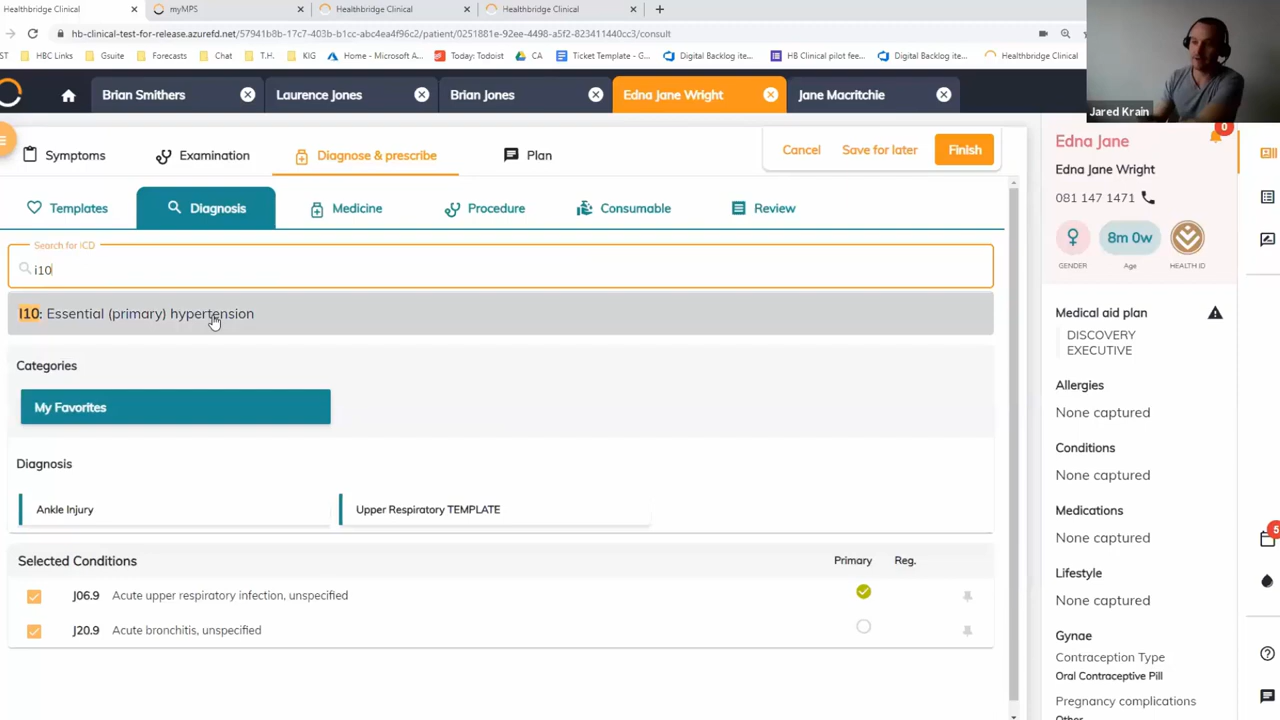 Healthbridge Clinical
myMPS
Healthbridge Clinical
Healthbridge Clinical
hb-clinical-test-for-release.azurefd.net/57941b8b-17c7-403b-b1cc-abc4eaf4f96c2/patient/0251881e-92ee-4498-a5f2-823411440cc3/consult
ST HBC Links Gsuite Forecasts Chat T.H. KIG Home - Microsoft A... Today: Todoist CA Ticket Template - G... Digital Backlog ite... HB Clinical pilot fee... Digital Backlog ite... Healthbridge Clinical
Jared Krain
Brian Smithers Laurence Jones Brian Jones Edna Jane Wright Jane Macritchie
Symptoms Examination Diagnose & prescribe Plan
Cancel Save for later Finish
Templates Diagnosis Medicine Procedure Consumable Review
Search for ICD
i10
I10: Essential (primary) hypertension
Categories
My Favorites
Diagnosis
Ankle Injury Upper Respiratory TEMPLATE
Selected Conditions Primary Reg.
J06.9 Acute upper respiratory infection, unspecified
J20.9 Acute bronchitis, unspecified
0
Edna Jane
Edna Jane Wright
081 147 1471
8m 0w
GENDER Age HEALTH ID
Medical aid plan
DISCOVERY
EXECUTIVE
Allergies
None captured
Conditions
None captured
Medications
None captured
5
Lifestyle
None captured
Gynae
Contraception Type
Oral Contraceptive Pill
Pregnancy complications
Other